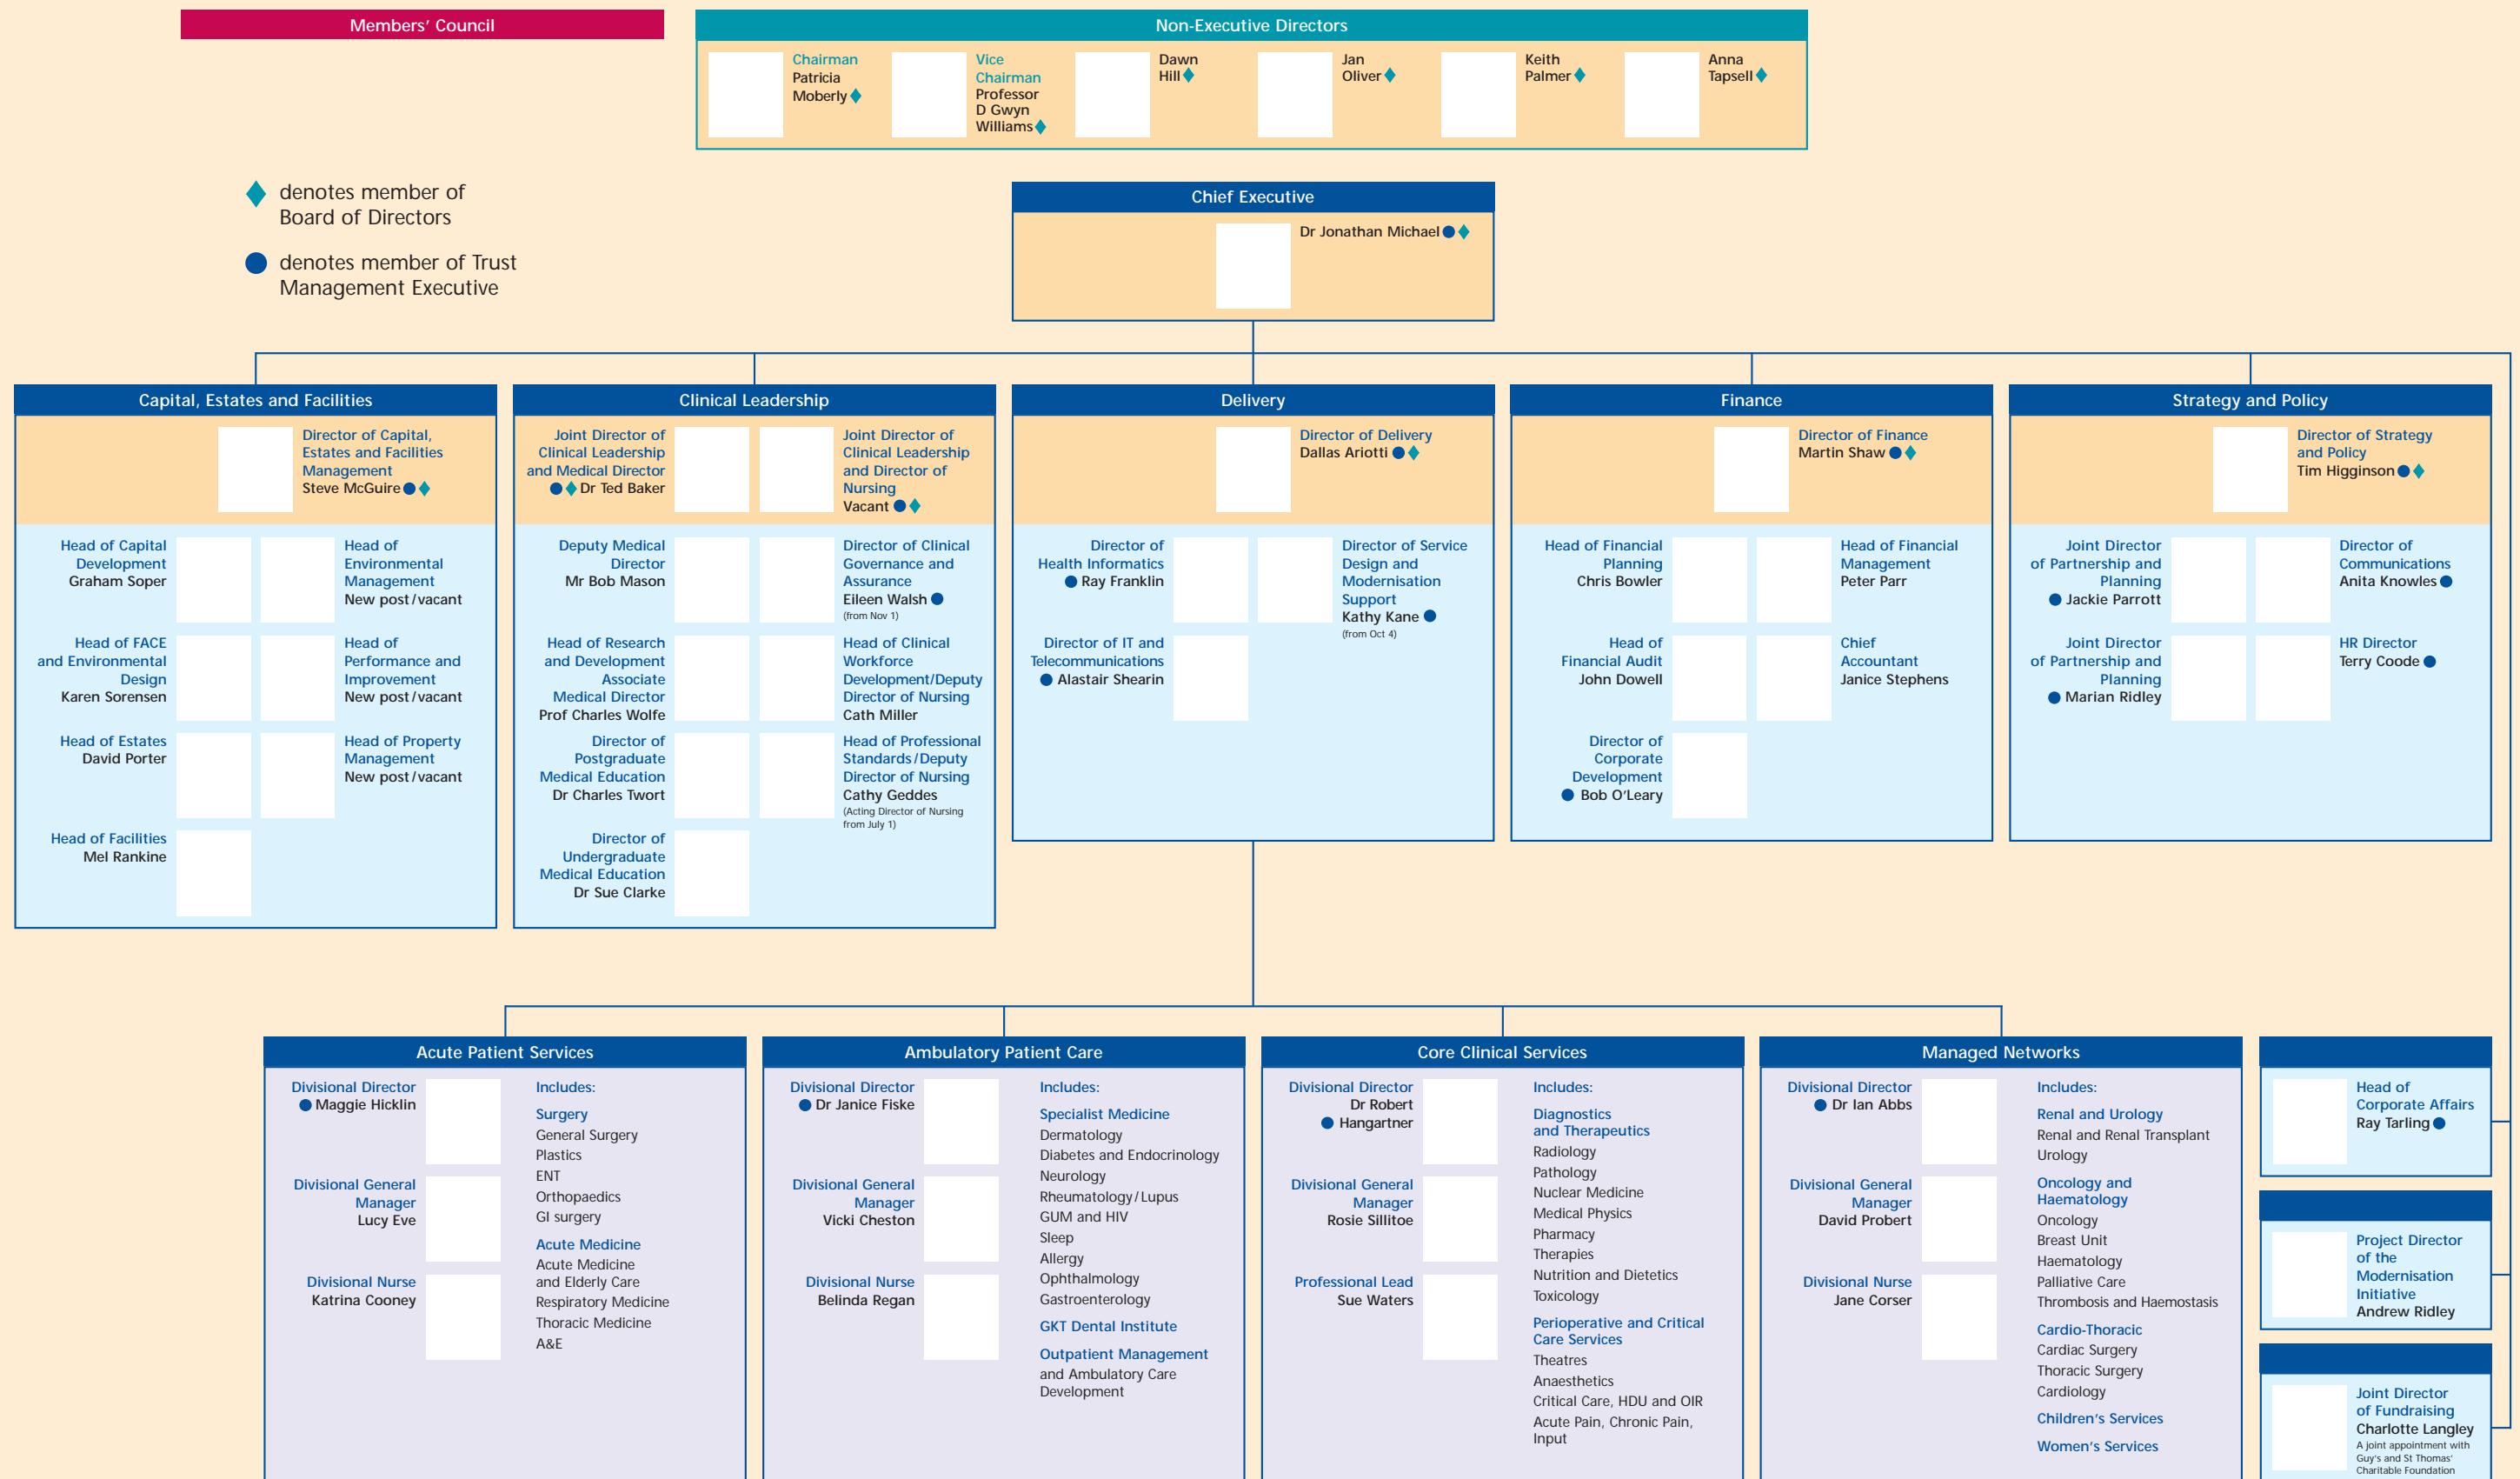 Members' Council
Non-Executive Directors
Chairman
Patricia
Moberly
Vice
Chairman
Professor
D Gwyn
Williams
Dawn
Hill
Jan
Oliver
Keith
Palmer
Anna
Tapsell
denotes member of
Board of Directors
denotes member of Trust
Management Executive
Chief Executive
Dr Jonathan Michael
Capital, Estates and Facilities
Director of Capital,
Estates and Facilities
Management
Steve McGuire
Head of Capital
Development
Graham Soper
Head of
Environmental
Management
New post/vacant
Head of FACE
and Environmental
Design
Karen Sorensen
Head of
Performance and
Improvement
New post/vacant
Head of Estates
David Porter
Head of Property
Management
New post/vacant
Head of Facilities
Mel Rankine
Clinical Leadership
Joint Director of
Clinical Leadership
and Medical Director
Dr Ted Baker
Joint Director of
Clinical Leadership
and Director of
Nursing
Vacant
Deputy Medical
Director
Mr Bob Mason
Director of Clinical
Governance and
Assurance
Eileen Walsh
(from Nov 1)
Head of Research
and Development
Associate
Medical Director
Prof Charles Wolfe
Head of Clinical
Workforce
Development/Deputy
Director of Nursing
Cath Miller
Director of
Postgraduate
Medical Education
Dr Charles Twort
Head of Professional
Standards/Deputy
Director of Nursing
Cathy Geddes
(Acting Director of Nursing
from July 1)
Director of
Undergraduate
Medical Education
Dr Sue Clarke
Delivery
Director of Delivery
Dallas Ariotti
Director of
Health Informatics
Ray Franklin
Director of Service
Design and
Modernisation
Support
Kathy Kane
(from Oct 4)
Director of IT and
Telecommunications
Alastair Shearin
Finance
Director of Finance
Martin Shaw
Head of Financial
Planning
Chris Bowler
Head of Financial
Management
Peter Parr
Head of
Financial Audit
John Dowell
Chief
Accountant
Janice Stephens
Director of
Corporate
Development
Bob O'Leary
Strategy and Policy
Director of Strategy
and Policy
Tim Higginson
Joint Director
of Partnership and
Planning
Jackie Parrott
Director of
Communications
Anita Knowles
Joint Director
of Partnership and
Planning
Marian Ridley
HR Director
Terry Coode
Acute Patient Services
Divisional Director
Maggie Hicklin
Divisional General
Manager
Lucy Eve
Divisional Nurse
Katrina Cooney
Includes:
Surgery
General Surgery
Plastics
ENT
Orthopaedics
GI surgery
Acute Medicine
Acute Medicine
and Elderly Care
Respiratory Medicine
Thoracic Medicine
A&E
Ambulatory Patient Care
Divisional Director
Dr Janice Fiske
Divisional General
Manager
Vicki Cheston
Divisional Nurse
Belinda Regan
Includes:
Specialist Medicine
Dermatology
Diabetes and Endocrinology
Neurology
Rheumatology/Lupus
GUM and HIV
Sleep
Allergy
Ophthalmology
Gastroenterology
GKT Dental Institute
Outpatient Management
and Ambulatory Care
Development
Core Clinical Services
Divisional Director
Dr Robert
Hangartner
Divisional General
Manager
Rosie Sillitoe
Professional Lead
Sue Waters
Includes:
Diagnostics
and Therapeutics
Radiology
Pathology
Nuclear Medicine
Medical Physics
Pharmacy
Therapies
Nutrition and Dietetics
Toxicology
Perioperative and Critical
Care Services
Theatres
Anaesthetics
Critical Care, HDU and OIR
Acute Pain, Chronic Pain,
Input
Managed Networks
Divisional Director
Dr Ian Abbs
Divisional General
Manager
David Probert
Divisional Nurse
Jane Corser
Includes:
Renal and Urology
Renal and Renal Transplant
Urology
Oncology and
Haematology
Oncology
Breast Unit
Haematology
Palliative Care
Thrombosis and Haemostasis
Cardio-Thoracic
Cardiac Surgery
Thoracic Surgery
Cardiology
Children's Services
Women's Services
Head of
Corporate Affairs
Ray Tarling
Project Director
of the
Modernisation
Initiative
Andrew Ridley
Joint Director
of Fundraising
Charlotte Langley
A joint appointment with
Guy's and St Thomas'
Charitable Foundation